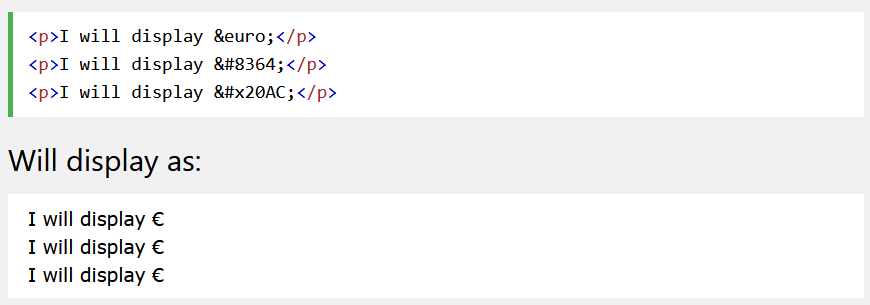 <p>I will display &euro;</p>
<p>I will display &#8364;</p>
<p>I will display &#x20AC;</p>
Will display as:
I will display €
I will display €
I will display €